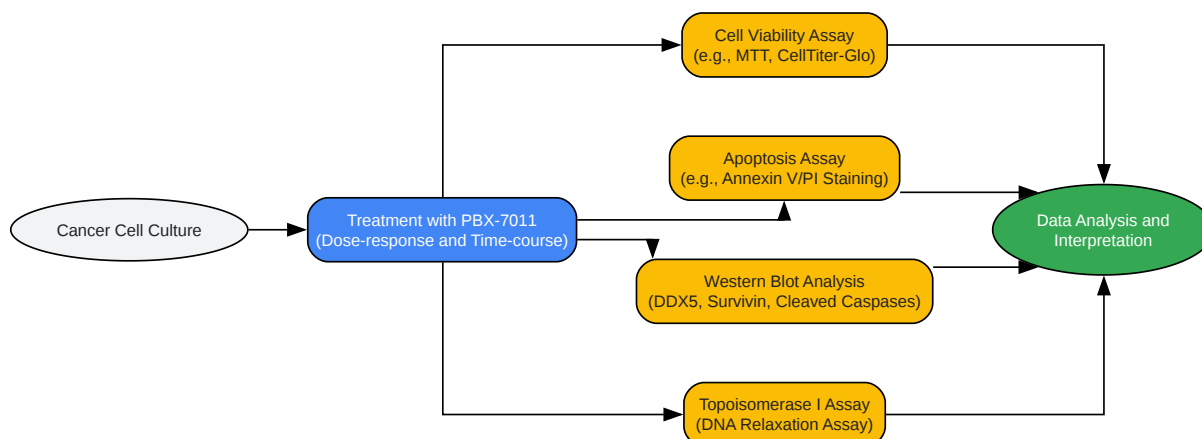 Cancer Cell Culture
Treatment with PBX-7011
(Dose-response and Time-course)
Cell Viability Assay
(e.g., MTT, CellTiter-Glo)
Apoptosis Assay
(e.g., Annexin V/PI Staining)
Western Blot Analysis
(DDX5, Survivin, Cleaved Caspases)
Topoisomerase I Assay
(DNA Relaxation Assay)
Data Analysis and
Interpretation